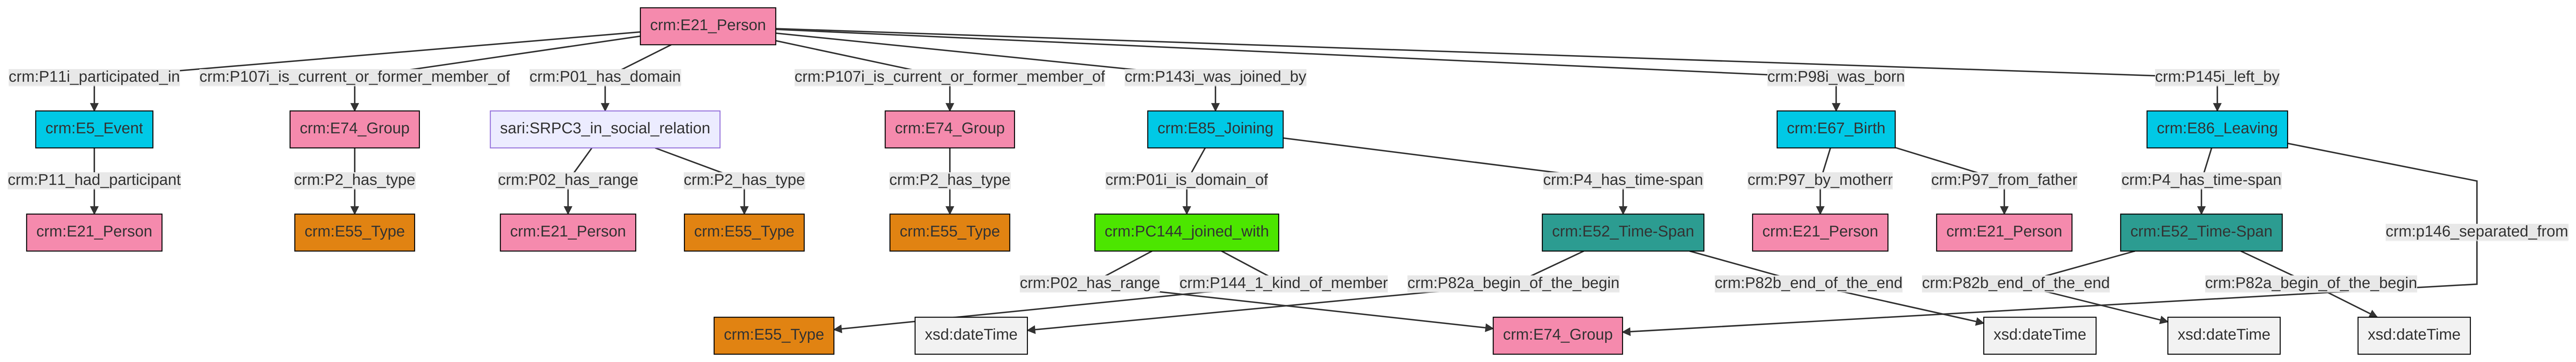 crm:E21_Person
crm:P11i_participated_in
crm:P107i_is_current_or_former_member_of
crm:P01_has_domain
crm:P107i_is_current_or_former_member_of
crm:P143i_was_joined_by
crm:P98i_was_born
crm:P145i_left_by
crm:E5_Event
crm:E74_Group
sari:SRPC3_in_social_relation
crm:E74_Group
crm:E85_Joining
crm:E67_Birth
crm:E86_Leaving
crm:P11_had_participant
crm:P2_has_type
crm:P02_has_range
crm:P2_has_type
crm:P2_has_type
crm:P01i_is_domain_of
crm:P4_has_time-span
crm:P97_by_motherr
crm:P97_from_father
crm:P4_has_time-span
crm:E21_Person
crm:E55_Type
crm:E21_Person
crm:E55_Type
crm:E55_Type
crm:PC144_joined_with
crm:E52_Time-Span
crm:E21_Person
crm:E21_Person
crm:E52_Time-Span
crm:p146_separated_from
crm:P02_has_range
crm:P144_1_kind_of_member
crm:P82a_begin_of_the_begin
crm:P82b_end_of_the_end
crm:P82b_end_of_the_end
crm:P82a_begin_of_the_begin
crm:E55_Type
xsd:dateTime
crm:E74_Group
xsd:dateTime
xsd:dateTime
xsd:dateTime